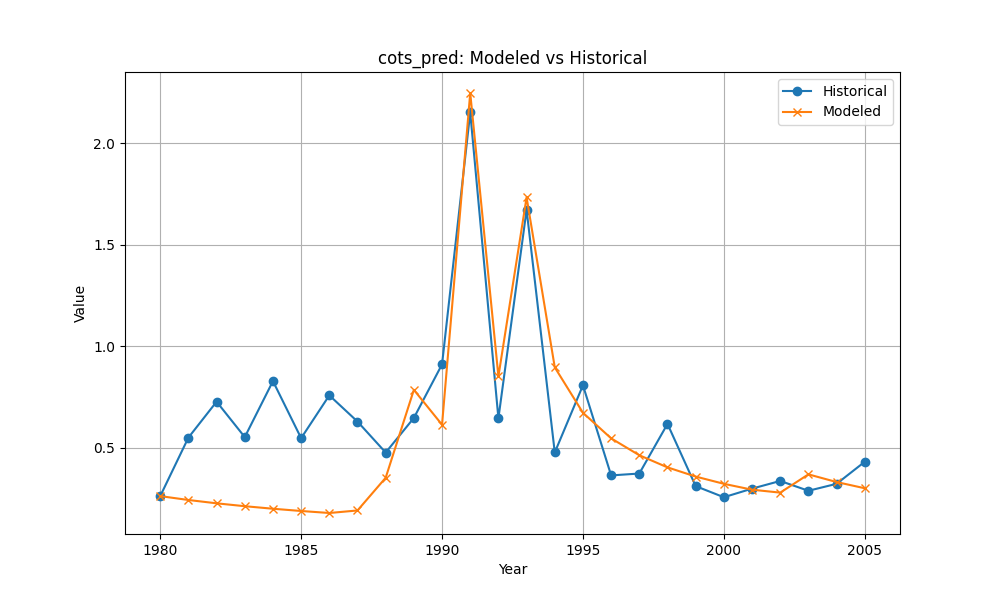 cots_pred: Modeled vs Historical
Historical
Modeled
2.0
1.5
1.0
0.5
Value
1980
1985
1990
1995
2000
2005
Year